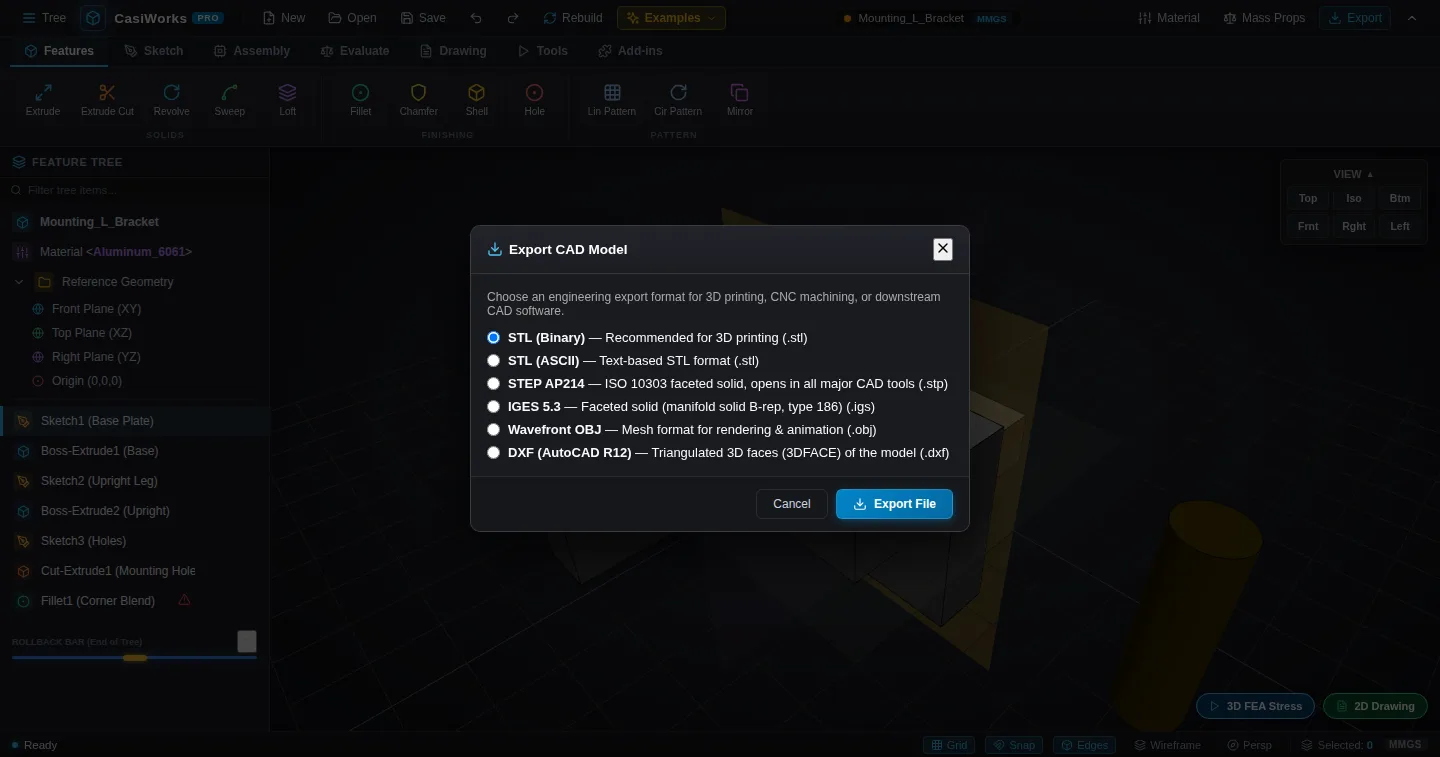 Tree
CasiWorks PRO
New
Open
Save
Rebuild
Examples
Mounting_L_Bracket MMGS
Material
Mass Props
Export
Features
Sketch
Assembly
Evaluate
Drawing
Tools
Add-ins
Extrude
Extrude Cut
Revolve
Sweep
Loft
Fillet
Chamfer
Shell
Hole
Lin Pattern
Cir Pattern
Mirror
SOLIDS
FINISHING
PATTERN
FEATURE TREE
Filter tree items...
Mounting_L_Bracket
Material <Aluminum_6061>
Reference Geometry
Front Plane (XY)
Top Plane (XZ)
Right Plane (YZ)
Origin (0,0,0)
Sketch1 (Base Plate)
Boss-Extrude1 (Base)
Sketch2 (Upright Leg)
Boss-Extrude2 (Upright)
Sketch3 (Holes)
Cut-Extrude1 (Mounting Hole
Fillet1 (Corner Blend)
ROLLBACK BAR (End of Tree)
VIEW ▲
Top
Iso
Btm
Frnt
Rght
Left
Export CAD Model
Choose an engineering export format for 3D printing, CNC machining, or downstream
CAD software.
STL (Binary) — Recommended for 3D printing (.stl)
STL (ASCII) — Text-based STL format (.stl)
STEP AP214 — ISO 10303 faceted solid, opens in all major CAD tools (.stp)
IGES 5.3 — Faceted solid (manifold solid B-rep, type 186) (.igs)
Wavefront OBJ — Mesh format for rendering & animation (.obj)
DXF (AutoCAD R12) — Triangulated 3D faces (3DFACE) of the model (.dxf)
Cancel
Export File
3D FEA Stress
2D Drawing
Ready
Grid
Snap
Edges
Wireframe
Persp
Selected: 0
MMGS